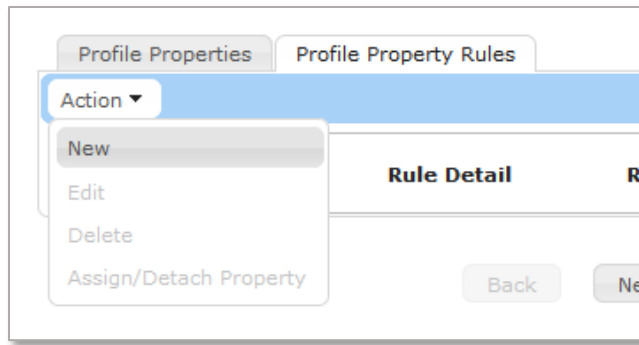 Profile Properties Profile Property Rules
Action
New
Rule Detail
Edit
Delete
Assign/Detach Property
Back